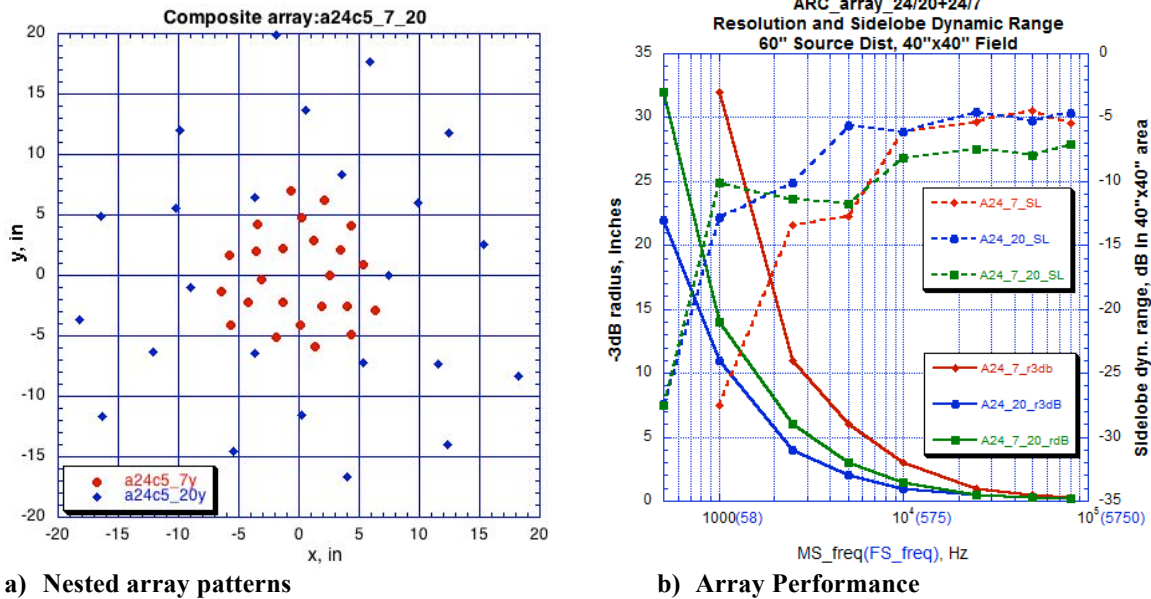 Composite array:a24c5_7_20
20
15
10
5
0
-5
-10
-15
-20
y, in
a24c5_7y
a24c5_20y
-20 -15 -10 -5 0 5 10 15 20
x, in
a) Nested array patterns
ARC_array_24/20+24/7
Resolution and Sidelobe Dynamic Range
60" Source Dist, 40"x40" Field
35
30
25
20
15
10
5
0
-3dB radius, inches
0
-5
-10
-15
-20
-25
-30
-35
Sidelobe dyn. range, dB in 40"x40" area
A24_7_SL
A24_20_SL
A24_7_20_SL
A24_7_r3db
A24_20_r3dB
A24_7_20_rdB
1000(58) 10⁴(575) 10⁵(5750)
MS_freq(FS_freq), Hz
b) Array Performance